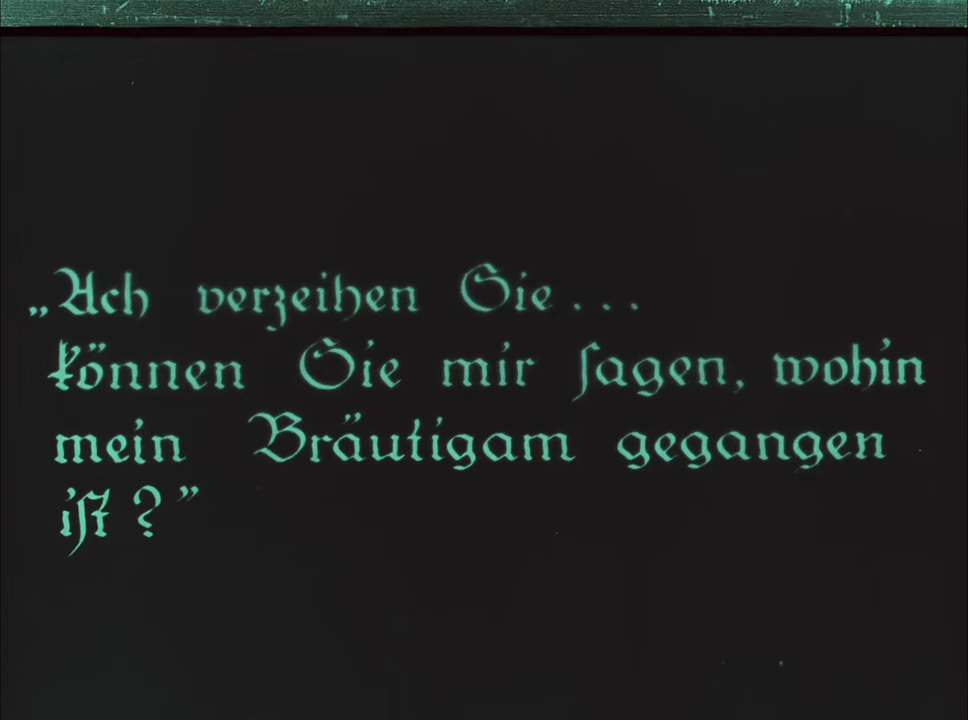 „Ach verzeihen Sie...
können Sie mir ſagen, wohin
mein Bräutigam gegangen
iſt?”